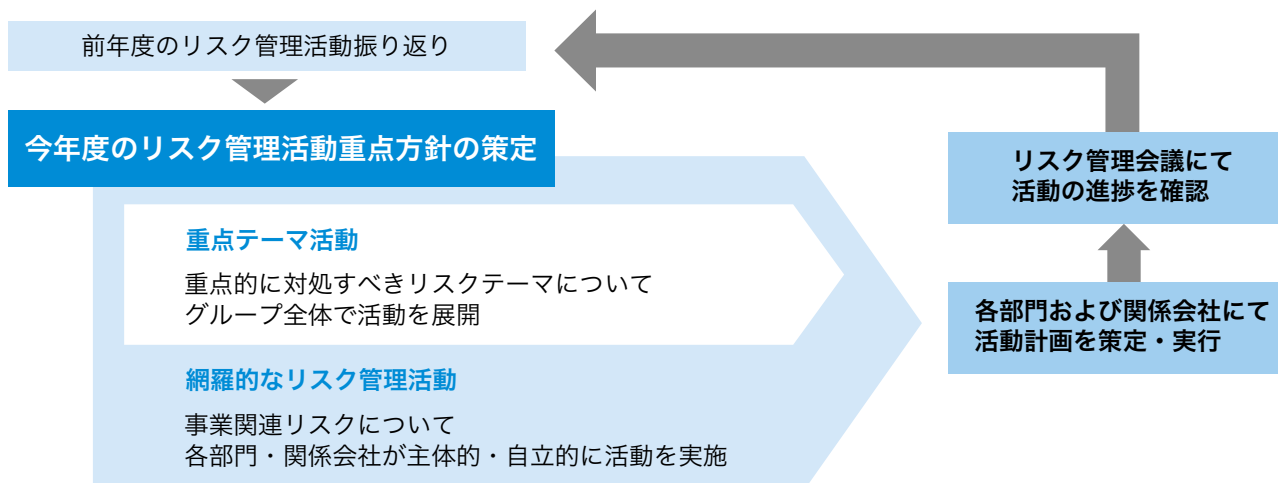 前年度のリスク管理活動振り返り
今年度のリスク管理活動重点方針の策定
重点テーマ活動
重点的に対処すべきリスクテーマについて
グループ全体で活動を展開
網羅的なリスク管理活動
事業関連リスクについて
各部門・関係会社が主体的・自立的に活動を実施
各部門および関係会社にて
活動計画を策定・実行
リスク管理会議にて
活動の進捗を確認